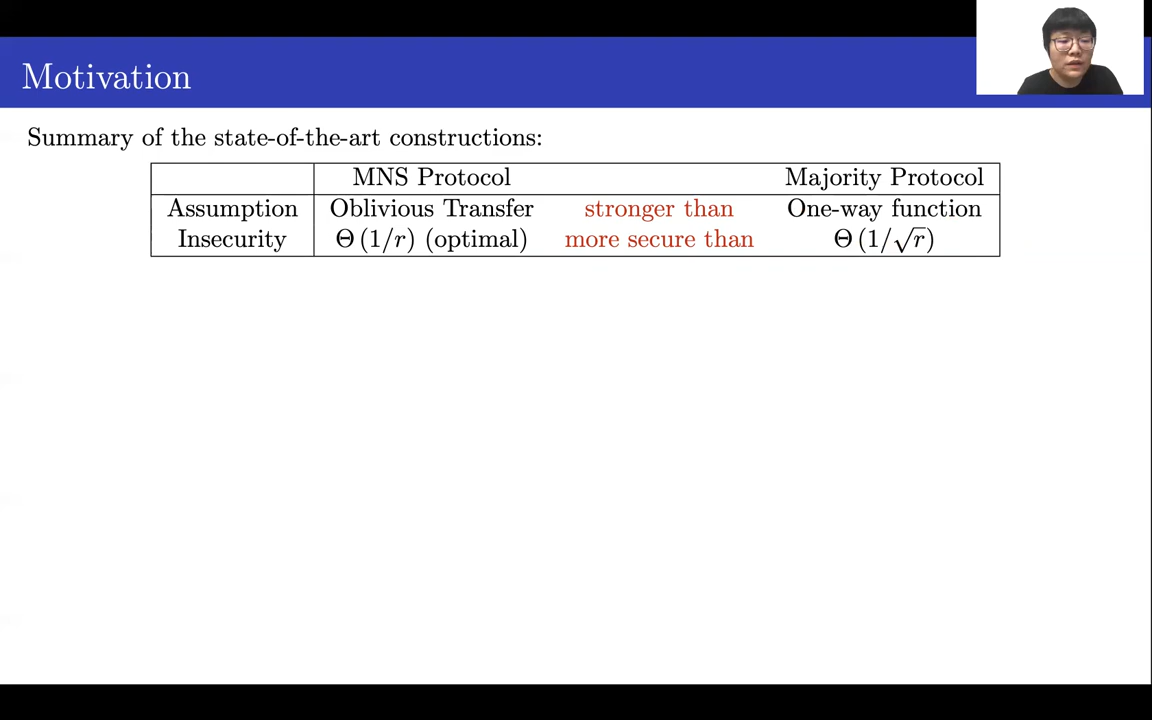 Motivation
Summary of the state-of-the-art constructions:
MNS Protocol Majority Protocol
Assumption Oblivious Transfer stronger than One-way function
Insecurity Θ (1/r) (optimal) more secure than Θ (1/√r)